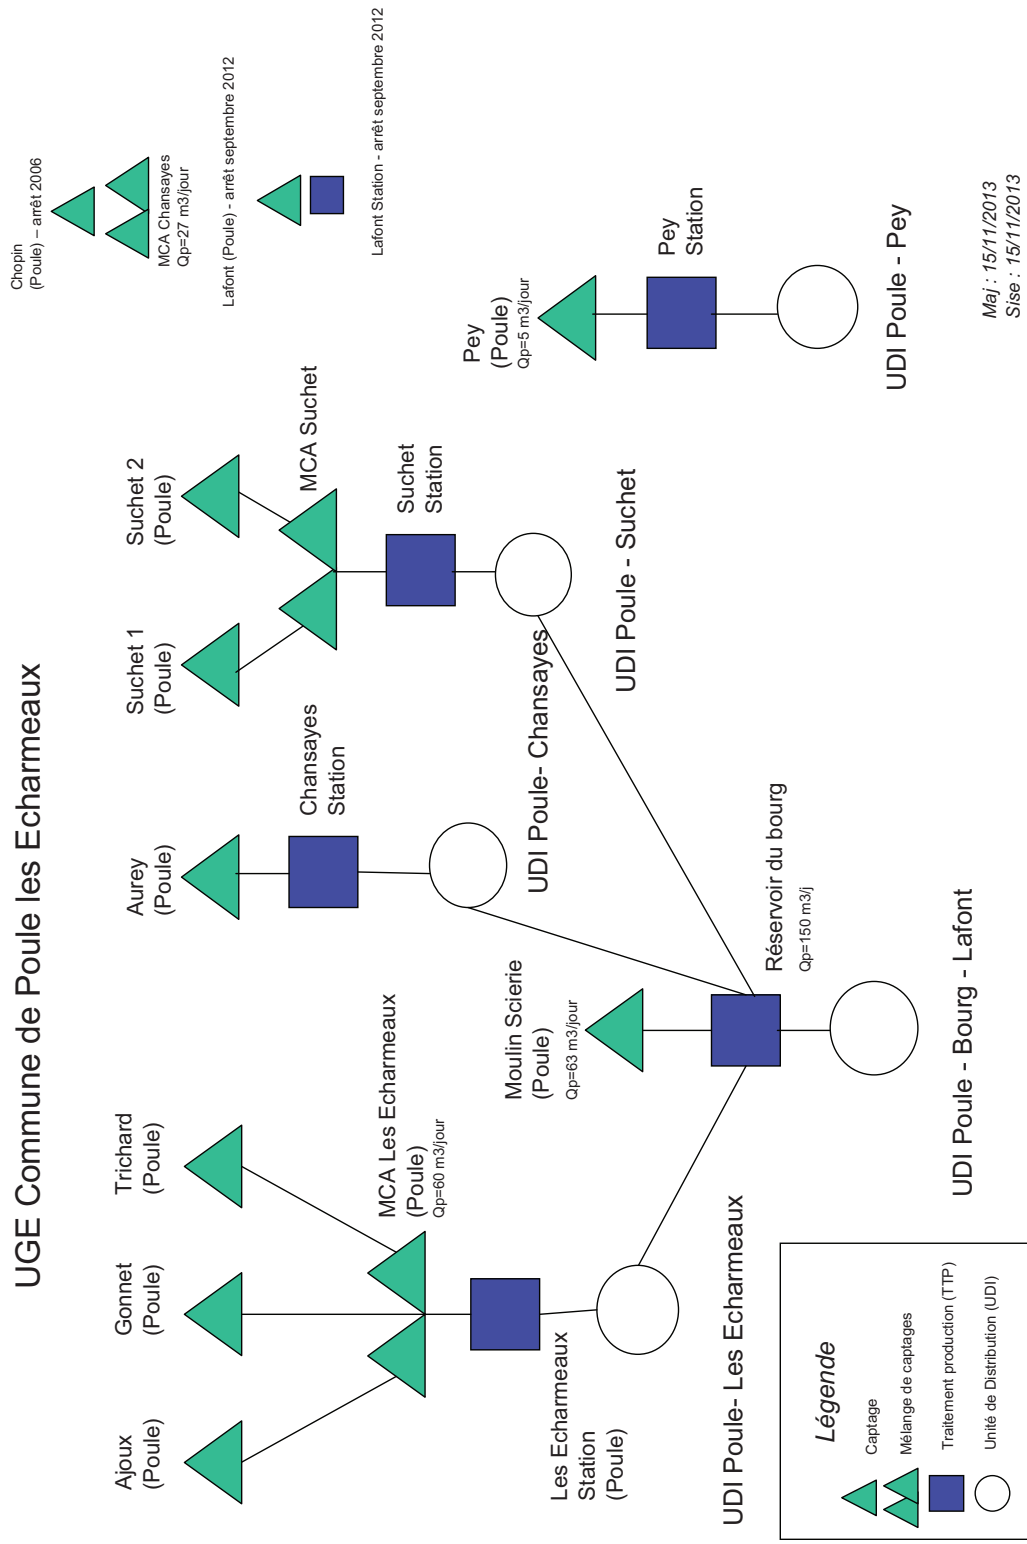 UGE Commune de Poule les Echarmeaux
Chopin
(Poule) – arrêt 2006
MCA Chansayes
Qp=27 m3/jour
Lafont (Poule) - arrêt septembre 2012
Lafont Station - arrêt septembre 2012
Ajoux
(Poule)
Gonnet
(Poule)
Trichard
(Poule)
Aurey
(Poule)
Suchet 1
(Poule)
Suchet 2
(Poule)
MCA Les Echarmeaux
(Poule)
Qp=60 m3/jour
Chansayes
Station
MCA Suchet
Suchet
Station
Les Echarmeaux
Station
(Poule)
Moulin Scierie
(Poule)
Qp=63 m3/jour
UDI Poule- Chansayes
UDI Poule - Suchet
Pey
(Poule)
Qp=5 m3/jour
Pey
Station
UDI Poule- Les Echarmeaux
Réservoir du bourg
Qp=150 m3/j
UDI Poule - Bourg - Lafont
UDI Poule - Pey
Légende
Captage
Mélange de captages
Traitement production (TTP)
Unité de Distribution (UDI)
Maj : 15/11/2013
Sise : 15/11/2013